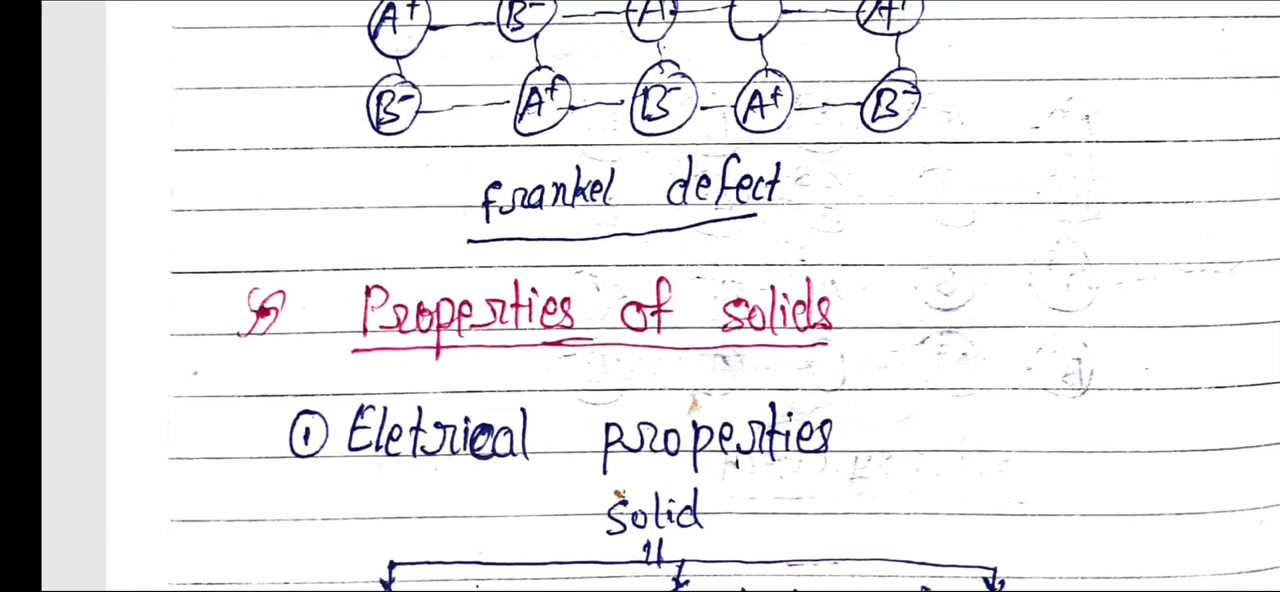 A+ B- A+ A+
B- A+ B- A+ B-
frankel defect
Properties of solids
① Eletrical properties
solid